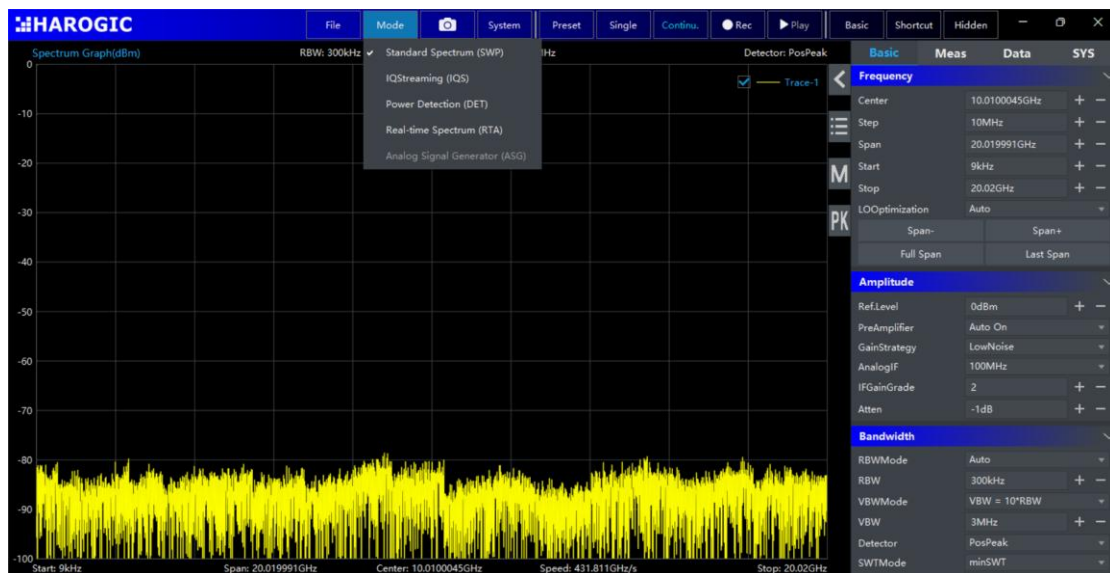 HAROGIC
File Mode System Preset Single Continu. Rec Play Basic Shortcut Hidden
Spectrum Graph(dBm) RBW: 300kHz Hz Detector: PosPeak
✓ Standard Spectrum (SWP)
IQStreaming (IQS)
Power Detection (DET)
Real-time Spectrum (RTA)
Analog Signal Generator (ASG)
Trace-1
0
-10
-20
-30
-40
-50
-60
-70
-80
-90
-100
Start: 9kHz Span: 20.019991GHz Center: 10.0100045GHz Speed: 431.811GHz/s Stop: 20.02GHz
M
PK
Basic Meas Data SYS
Frequency
Center 10.0100045GHz + −
Step 10MHz + −
Span 20.019991GHz + −
Start 9kHz + −
Stop 20.02GHz + −
LOOptimization Auto
Span- Span+
Full Span Last Span
Amplitude
Ref.Level 0dBm + −
PreAmplifier Auto On
GainStrategy LowNoise
AnalogIF 100MHz
IFGainGrade 2 + −
Atten -1dB + −
Bandwidth
RBWMode Auto
RBW 300kHz + −
VBWMode VBW = 10*RBW
VBW 3MHz + −
Detector PosPeak
SWTMode minSWT